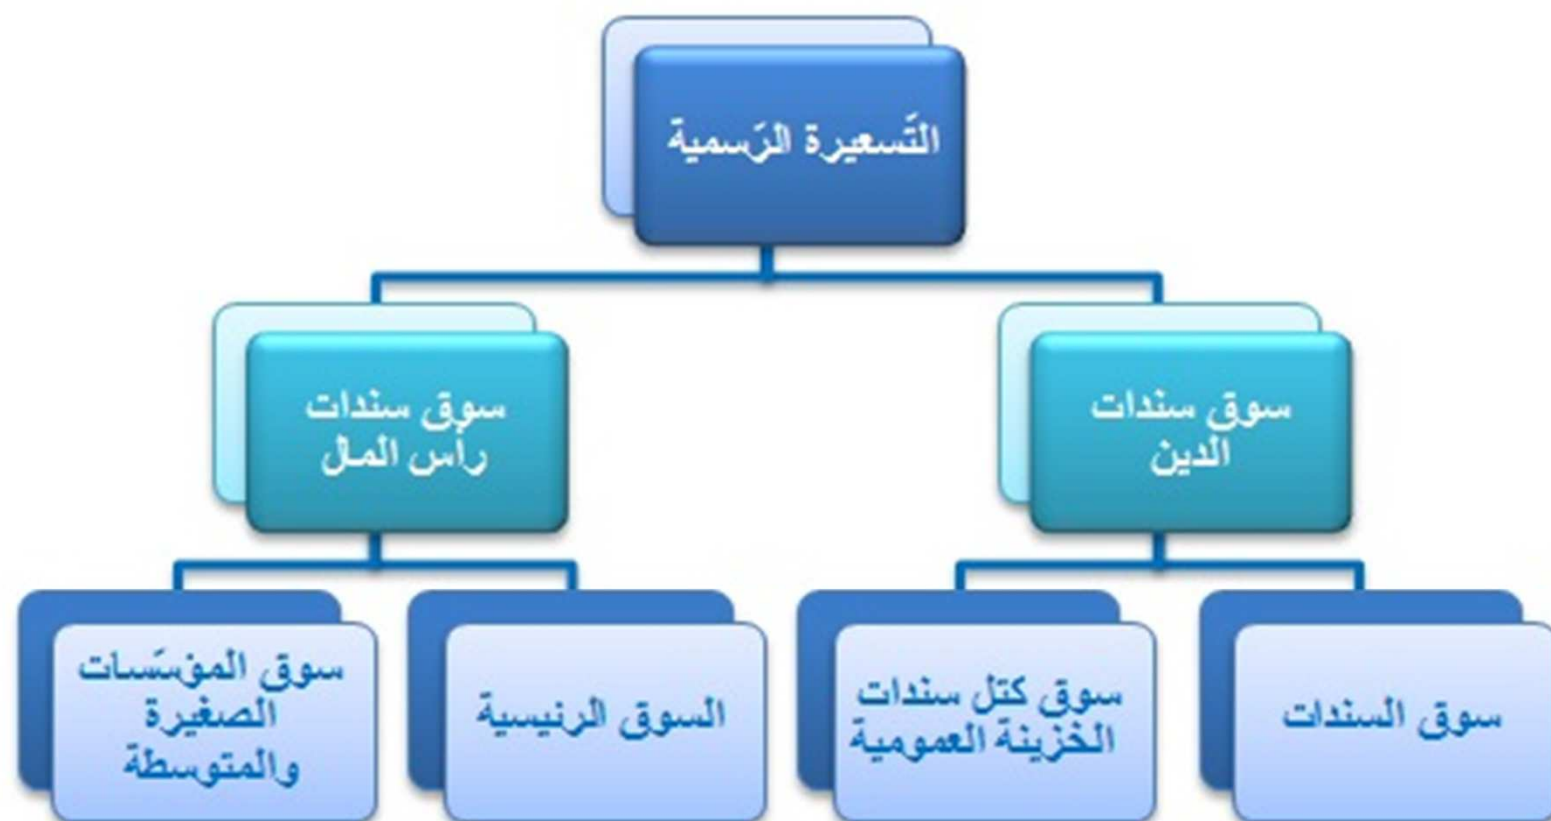 التّسعيرة الرّسمية
سوق سندات
الدين
سوق سندات
رأس المال
سوق السندات
سوق كتل سندات
الخزينة العمومية
السوق الرئيسية
سوق المؤسّسات
الصغيرة
والمتوسطة